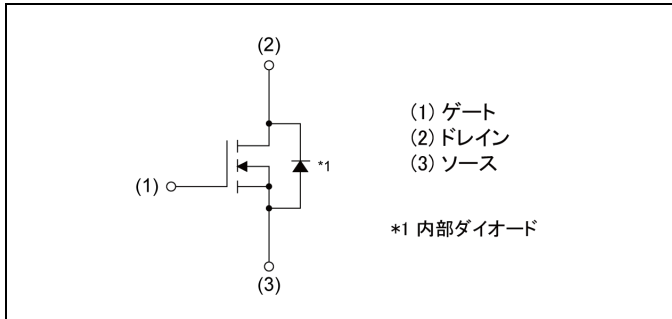 (2)
(1)
*1
(3)
(1) ゲート
(2) ドレイン
(3) ソース
*1 内部ダイオード